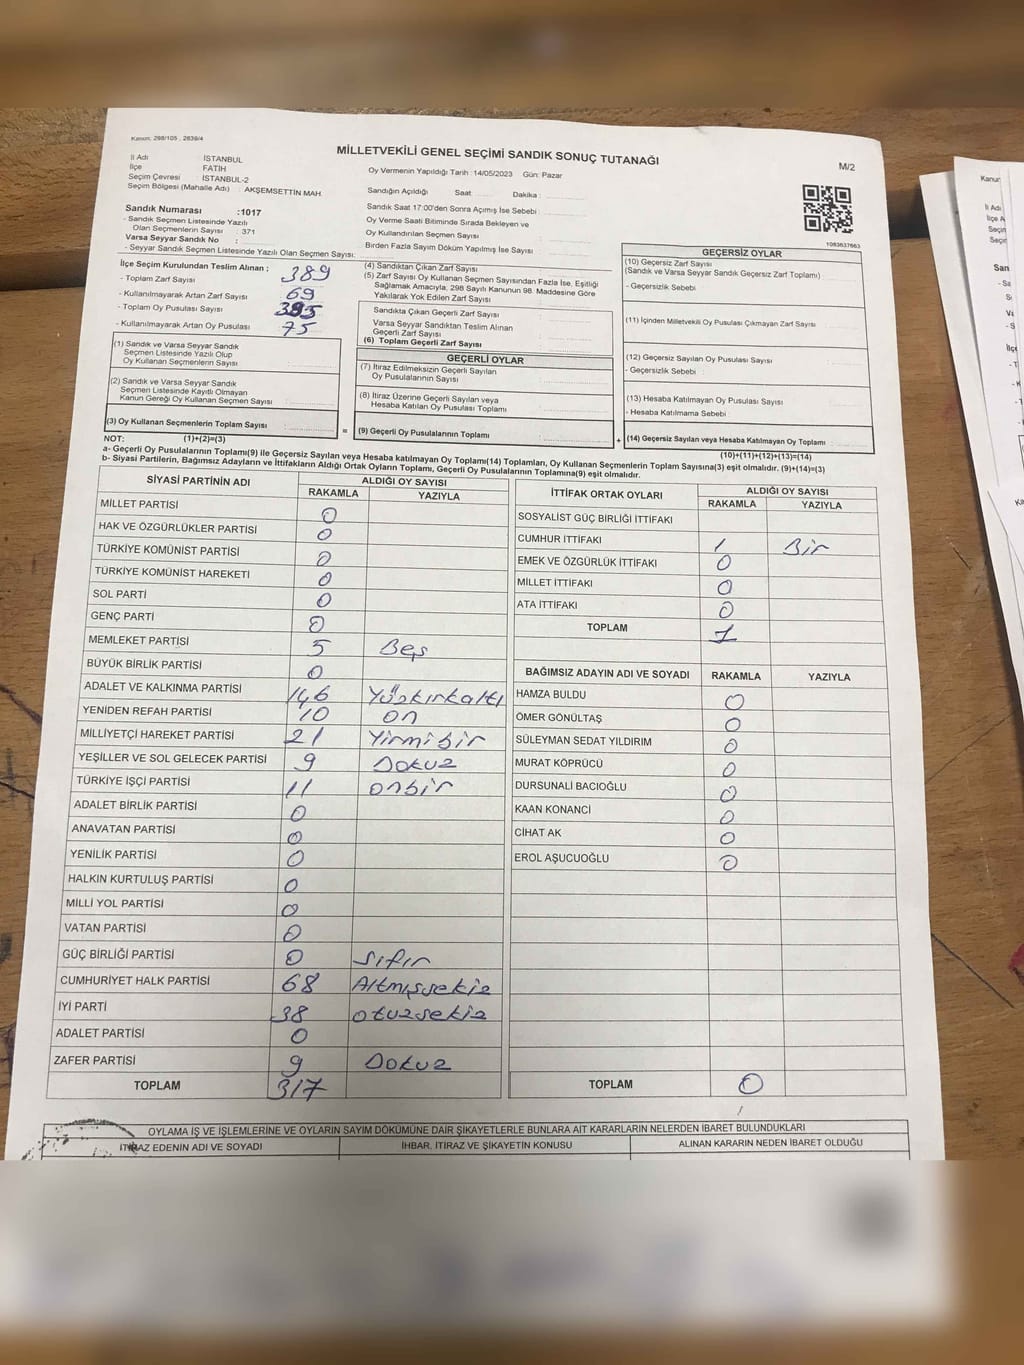 Kanun: 298/105 , 2839/4
MİLLETVEKİLİ GENEL SEÇİMİ SANDIK SONUÇ TUTANAĞI
M/2
İl Adı İSTANBUL
İlçe FATİH
Seçim Çevresi İSTANBUL-2
Seçim Bölgesi (Mahalle Adı) : AKŞEMSETTİN MAH.
Oy Vermenin Yapıldığı Tarih : 14/05/2023 Gün: Pazar
Sandığın Açıldığı Saat Dakika :
Sandık Saat 17:00'den Sonra Açımış İse Sebebi :
Oy Verme Saati Bitiminde Sırada Bekleyen ve
Oy Kullandırılan Seçmen Sayısı
Birden Fazla Sayım Döküm Yapılmış İse Sayısı
1083637663
Sandık Numarası :1017
- Sandık Seçmen Listesinde Yazılı
Olan Seçmenlerin Sayısı : 371
Varsa Seyyar Sandık No :
- Seyyar Sandık Seçmen Listesinde Yazılı Olan Seçmen Sayısı:
İlçe Seçim Kurulundan Teslim Alınan ;
- Toplam Zarf Sayısı 389
- Kullanılmayarak Artan Zarf Sayısı 69
- Toplam Oy Pusulası Sayısı 395
- Kullanılmayarak Artan Oy Pusulası 75
(1) Sandık ve Varsa Seyyar Sandık
Seçmen Listesinde Yazılı Olup
Oy Kullanan Seçmenlerin Sayısı
(2) Sandık ve Varsa Seyyar Sandık
Seçmen Listesinde Kayıtlı Olmayan
Kanun Gereği Oy Kullanan Seçmen Sayısı :
(3) Oy Kullanan Seçmenlerin Toplam Sayısı :
(4) Sandıktan Çıkan Zarf Sayısı
(5) Zarf Sayısı Oy Kullanan Seçmen Sayısından Fazla İse, Eşitliği
Sağlamak Amacıyla, 298 Sayılı Kanunun 98. Maddesine Göre
Yakılarak Yok Edilen Zarf Sayısı
Sandıkta Çıkan Geçerli Zarf Sayısı
Varsa Seyyar Sandıktan Teslim Alınan
Geçerli Zarf Sayısı
(6) Toplam Geçerli Zarf Sayısı
GEÇERLİ OYLAR
(7) İtiraz Edilmeksizin Geçerli Sayılan
Oy Pusulalarının Sayısı
(8) İtiraz Üzerine Geçerli Sayılan veya
Hesaba Katılan Oy Pusulası Toplamı
= (9) Geçerli Oy Pusulalarının Toplamı
GEÇERSİZ OYLAR
(10) Geçersiz Zarf Sayısı
(Sandık ve Varsa Seyyar Sandık Geçersiz Zarf Toplamı)
- Geçersizlik Sebebi
(11) İçinden Milletvekili Oy Pusulası Çıkmayan Zarf Sayısı
(12) Geçersiz Sayılan Oy Pusulası Sayısı
- Geçersizlik Sebebi
(13) Hesaba Katılmayan Oy Pusulası Sayısı
- Hesaba Katılmama Sebebi
+ (14) Geçersiz Sayılan veya Hesaba Katılmayan Oy Toplamı :
NOT: (1)+(2)=(3)
(10)+(11)+(12)+(13)=(14)
a- Geçerli Oy Pusulalarının Toplamı(9) ile Geçersiz Sayılan veya Hesaba Katılmayan Oy Toplamı(14) Toplamları, Oy Kullanan Seçmenlerin Toplam Sayısına(3) eşit olmalıdır. (9)+(14)=(3)
b- Siyasi Partilerin, Bağımsız Adayların ve İttifakların Aldığı Ortak Oyların Toplamı, Geçerli Oy Pusulalarının Toplamına(9) eşit olmalıdır.
SİYASİ PARTİNİN ADI ALDIĞI OY SAYISI
RAKAMLA YAZIYLA
MİLLET PARTİSİ 0
HAK VE ÖZGÜRLÜKLER PARTİSİ 0
TÜRKİYE KOMÜNİST PARTİSİ 0
TÜRKİYE KOMÜNİST HAREKETİ 0
SOL PARTİ 0
GENÇ PARTİ 0
MEMLEKET PARTİSİ 5 Beş
BÜYÜK BİRLİK PARTİSİ 0
ADALET VE KALKINMA PARTİSİ 146 Yüzkırkaltı
YENİDEN REFAH PARTİSİ 10 on
MİLLİYETÇİ HAREKET PARTİSİ 21 Yirmibir
YEŞİLLER VE SOL GELECEK PARTİSİ 9 Dokuz
TÜRKİYE İŞÇİ PARTİSİ 11 onbir
ADALET BİRLİK PARTİSİ 0
ANAVATAN PARTİSİ 0
YENİLİK PARTİSİ 0
HALKIN KURTULUŞ PARTİSİ 0
MİLLİ YOL PARTİSİ 0
VATAN PARTİSİ 0
GÜÇ BİRLİĞİ PARTİSİ 0 sıfır
CUMHURİYET HALK PARTİSİ 68 Altmışsekiz
İYİ PARTİ 38 otuzsekiz
ADALET PARTİSİ 0
ZAFER PARTİSİ 9 Dokuz
TOPLAM 317
İTTİFAK ORTAK OYLARI ALDIĞI OY SAYISI
RAKAMLA YAZIYLA
SOSYALİST GÜÇ BİRLİĞİ İTTİFAKI
CUMHUR İTTİFAKI 1 Bir
EMEK VE ÖZGÜRLÜK İTTİFAKI 0
MİLLET İTTİFAKI 0
ATA İTTİFAKI 0
TOPLAM 1
BAĞIMSIZ ADAYIN ADI VE SOYADI RAKAMLA YAZIYLA
HAMZA BULDU 0
ÖMER GÖNÜLTAŞ 0
SÜLEYMAN SEDAT YILDIRIM 0
MURAT KÖPRÜCÜ 0
DURSUNALİ BACIOĞLU 0
KAAN KONANCİ 0
CİHAT AK 0
EROL AŞUCUOĞLU 0
TOPLAM 0
OYLAMA İŞ VE İŞLEMLERİNE VE OYLARIN SAYIM DÖKÜMÜNE DAİR ŞİKAYETLERLE BUNLARA AİT KARARLARIN NELERDEN İBARET BULUNDUKLARI
İTİRAZ EDENİN ADI VE SOYADI İHBAR, İTİRAZ VE ŞİKAYETİN KONUSU ALINAN KARARIN NEDEN İBARET OLDUĞU